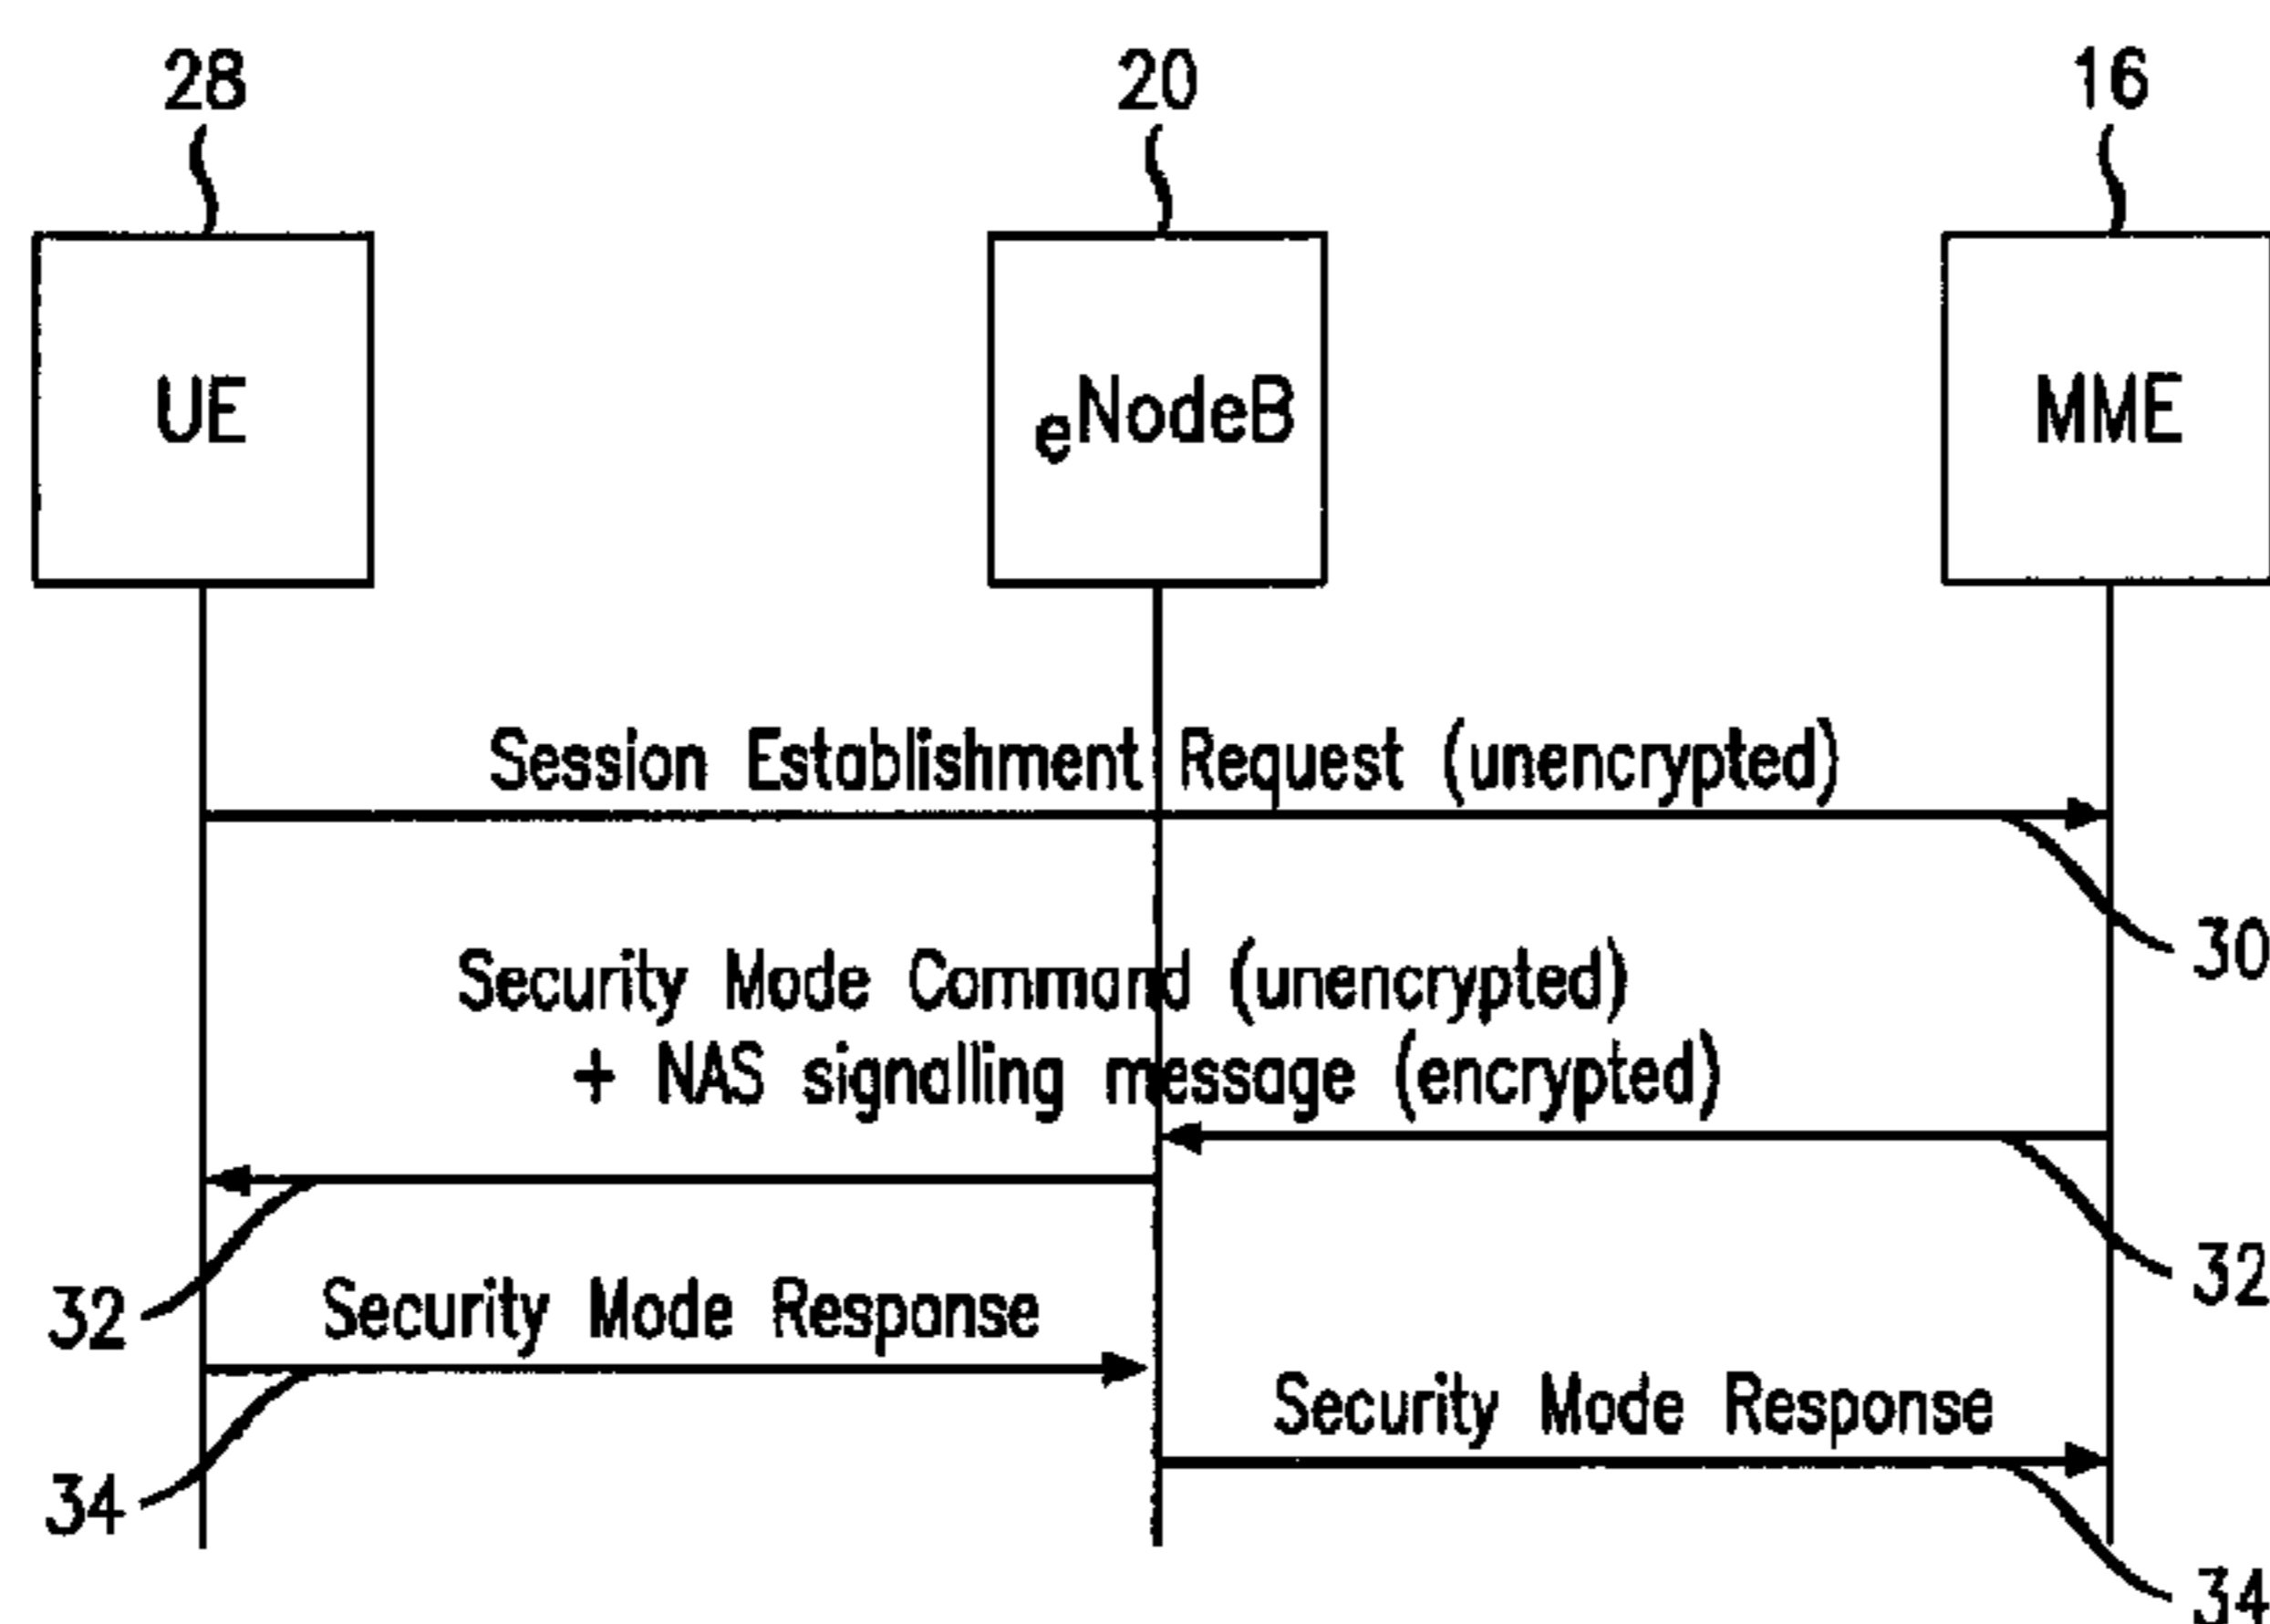 28
20
16
UE
eNodeB
MME
Session Establishment Request (unencrypted)
30
Security Mode Command (unencrypted)
+ NAS signalling message (encrypted)
32
32
Security Mode Response
Security Mode Response
34
34